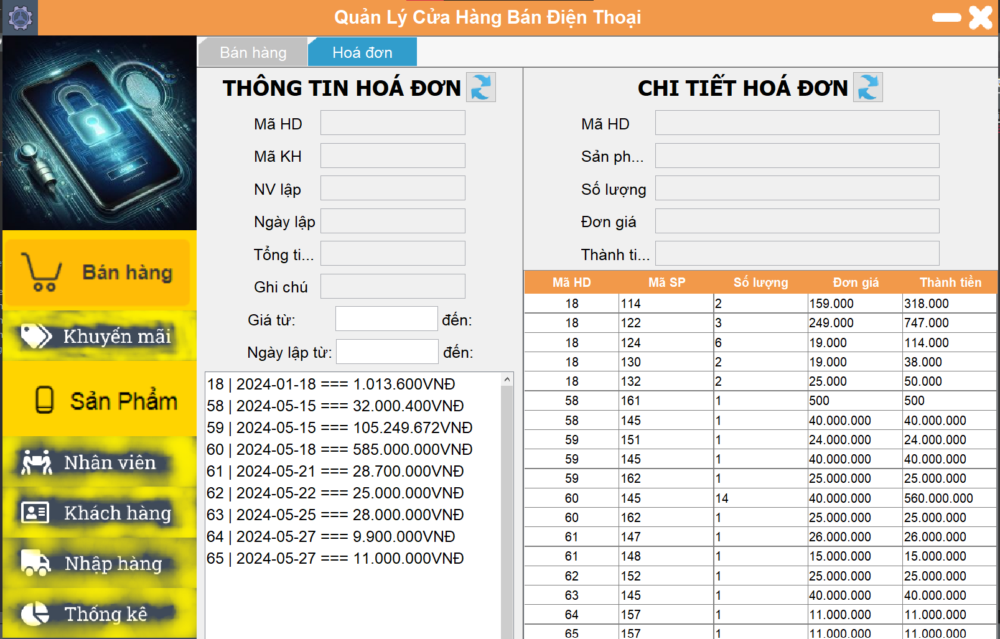 Quản Lý Cửa Hàng Bán Điện Thoại
Bán hàng
Hoá đơn
Bán hàng
Khuyến mãi
Sản Phẩm
Nhân viên
Khách hàng
Nhập hàng
Thống kê
THÔNG TIN HOÁ ĐƠN
Mã HD
Mã KH
NV lập
Ngày lập
Tổng ti...
Ghi chú
Giá từ: đến:
Ngày lập từ: đến:
18 | 2024-01-18 === 1.013.600VNĐ
58 | 2024-05-15 === 32.000.400VNĐ
59 | 2024-05-15 === 105.249.672VNĐ
60 | 2024-05-18 === 585.000.000VNĐ
61 | 2024-05-21 === 28.700.000VNĐ
62 | 2024-05-22 === 25.000.000VNĐ
63 | 2024-05-25 === 28.000.000VNĐ
64 | 2024-05-27 === 9.900.000VNĐ
65 | 2024-05-27 === 11.000.000VNĐ
CHI TIẾT HOÁ ĐƠN
Mã HD
Sản ph...
Số lượng
Đơn giá
Thành ti...
Mã HD Mã SP Số lượng Đơn giá Thành tiền
18 114 2 159.000 318.000
18 122 3 249.000 747.000
18 124 6 19.000 114.000
18 130 2 19.000 38.000
18 132 2 25.000 50.000
58 161 1 500 500
58 145 1 40.000.000 40.000.000
59 151 1 24.000.000 24.000.000
59 145 1 40.000.000 40.000.000
59 162 1 25.000.000 25.000.000
60 145 14 40.000.000 560.000.000
60 162 1 25.000.000 25.000.000
61 147 1 26.000.000 26.000.000
61 148 1 15.000.000 15.000.000
62 152 1 25.000.000 25.000.000
63 145 1 40.000.000 40.000.000
64 157 1 11.000.000 11.000.000
65 157 1 11.000.000 11.000.000